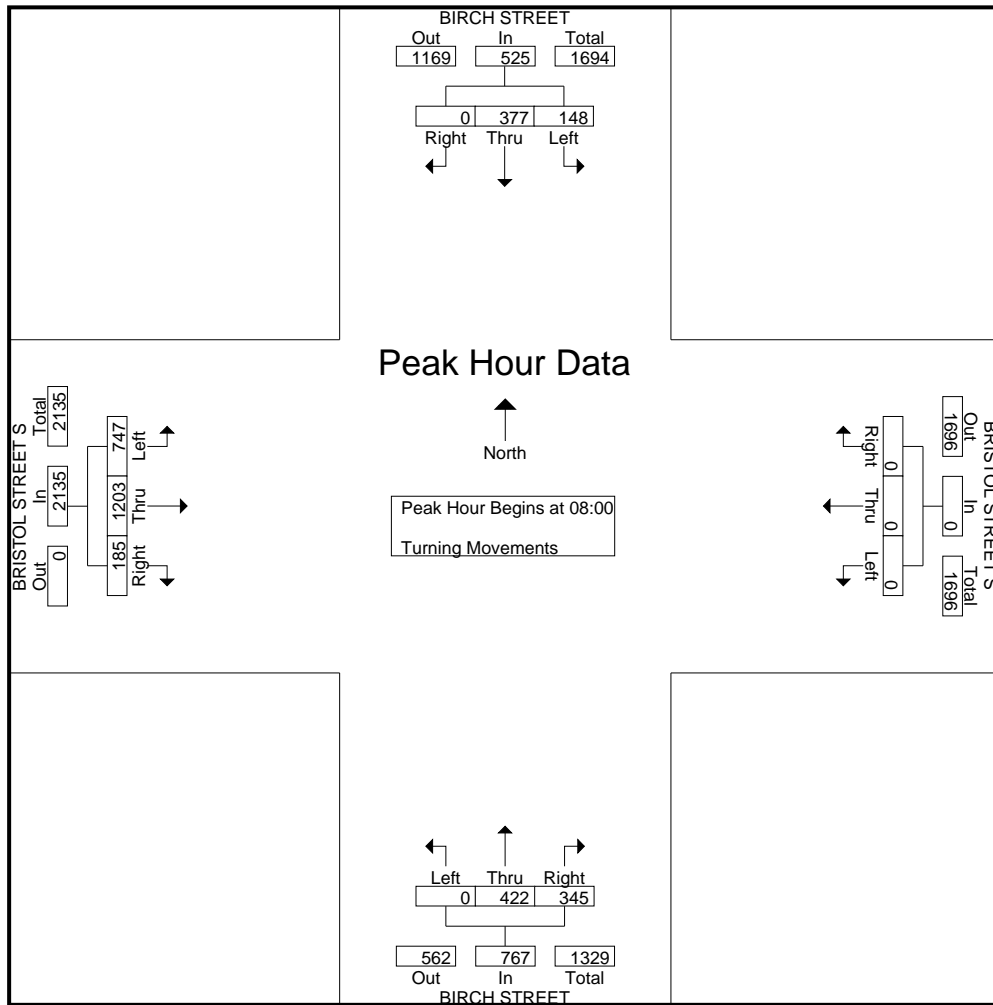 BIRCH STREET
Out In Total
1169 525 1694
0 377 148
Right Thru Left
Peak Hour Data
North
Peak Hour Begins at 08:00
Turning Movements
BRISTOL STREET S
Out In Total
0 2135 2135
747 1203 185
Left Thru Right
BRISTOL STREET S
Out In Total
1696 0 1696
0 0 0
Right Thru Left
Left Thru Right
0 422 345
562 767 1329
Out In Total
BIRCH STREET